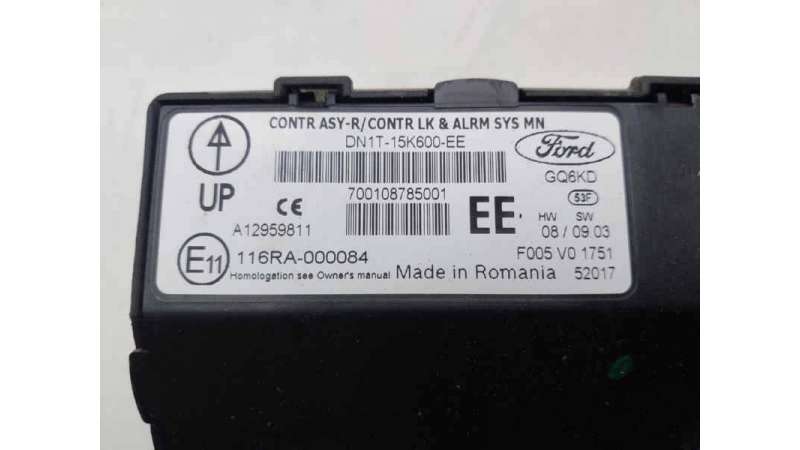 CONTR ASY-R/CONTR LK & ALRM SYS MN
DN1T-15K600-EE
Ford
GQ6KD
UP
CE
700108785001
EE.
53F
HW SW
A12959811
08 / 09.03
E11
116RA-000084
F005 V0 1751
Homologation see Owner's manual
Made in Romania
52017